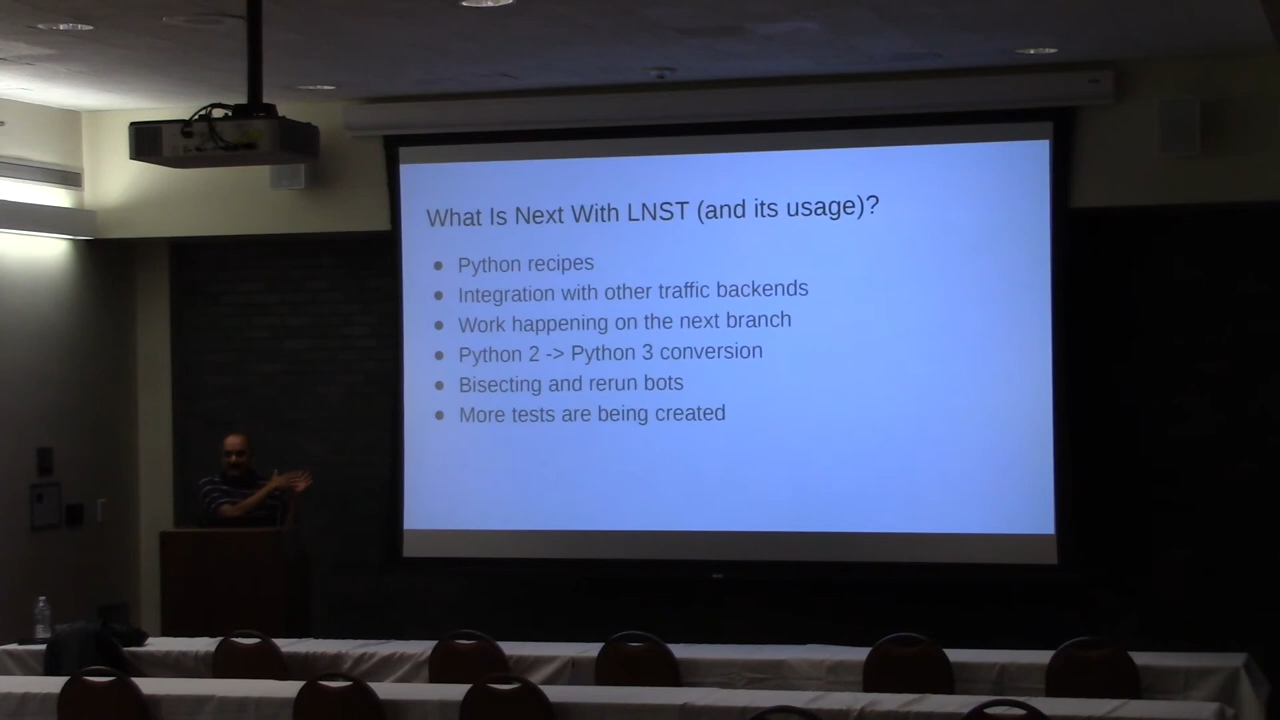 What Is Next With LNST (and its usage)?
● Python recipes
● Integration with other traffic backends
● Work happening on the next branch
● Python 2 -> Python 3 conversion
● Bisecting and rerun bots
● More tests are being created